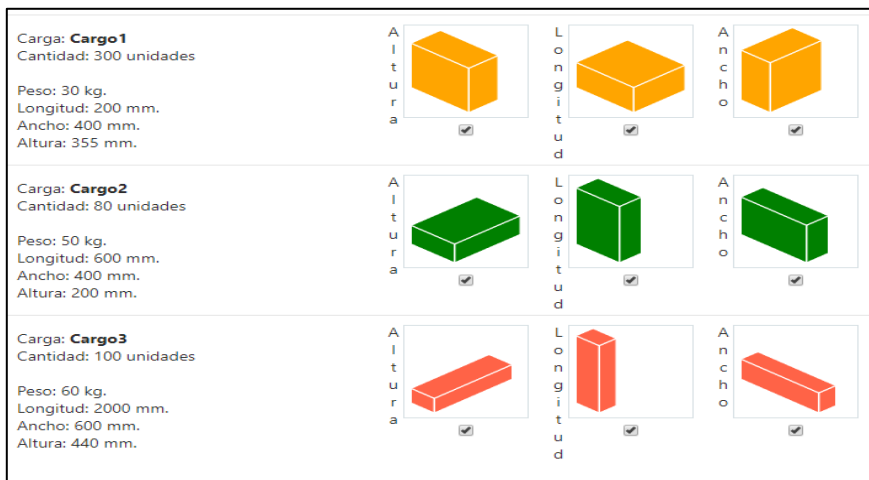 Carga: Cargo1
Cantidad: 300 unidades
Peso: 30 kg.
Longitud: 200 mm.
Ancho: 400 mm.
Altura: 355 mm.
Altura
Longitud
Ancho
Carga: Cargo2
Cantidad: 80 unidades
Peso: 50 kg.
Longitud: 600 mm.
Ancho: 400 mm.
Altura: 200 mm.
Altura
Longitud
Ancho
Carga: Cargo3
Cantidad: 100 unidades
Peso: 60 kg.
Longitud: 2000 mm.
Ancho: 600 mm.
Altura: 440 mm.
Altura
Longitud
Ancho